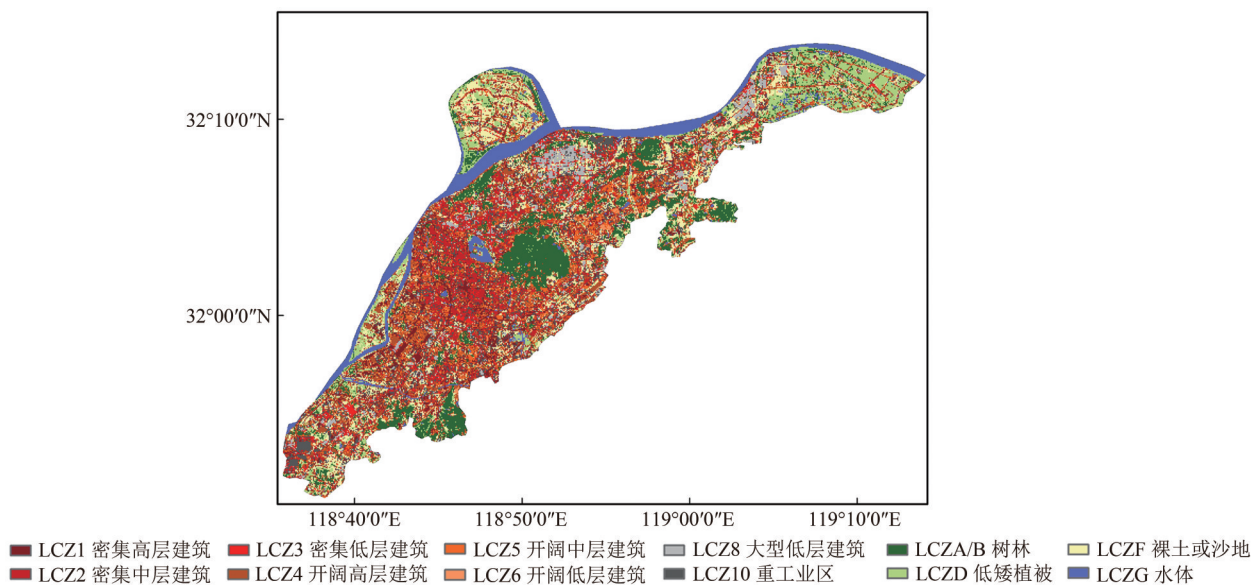 32°10′0″N
32°00′0″N
118°40′0″E 118°50′0″E 119°00′0″E 119°10′0″E
LCZ1 密集高层建筑 LCZ3 密集低层建筑 LCZ5 开阔中层建筑 LCZ8 大型低层建筑 LCZA/B 树林 LCZF 裸土或沙地
LCZ2 密集中层建筑 LCZ4 开阔高层建筑 LCZ6 开阔低层建筑 LCZ10 重工业区 LCZD 低矮植被 LCZG 水体